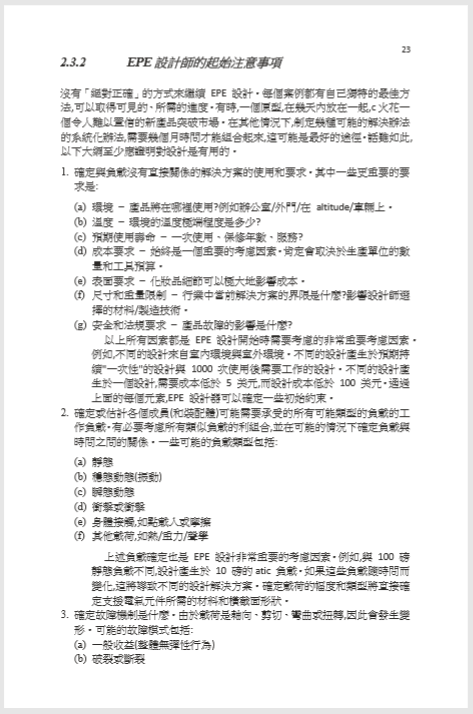 23
2.3.2 EPE 設計師的起始注意事項
沒有「絕對正確」的方式來繼續 EPE 設計。每個案例都有自己獨特的最佳方
法,可以取得可見的、所需的進度。有時,一個原型,在幾天內放在一起,c 火花一
個令人難以置信的新產品突破市場。在其他情況下,制定幾種可能的解決辦法
的系統化辦法,需要幾個月時間才能組合起來,這可能是最好的途徑。話雖如此,
以下大綱至少應證明對設計是有用的。
1. 確定與負載沒有直接關係的解決方案的使用和要求。其中一些更重要的要
求是:
(a) 環境 – 產品將在哪裡使用?例如辦公室/外門/在 altitude/車輛上。
(b) 溫度 – 環境的溫度極端程度是多少?
(c) 預期使用壽命 – 一次使用、保修年數、服務?
(d) 成本要求 – 始終是一個重要的考慮因素。肯定會取決於生產單位的數
量和工具預算。
(e) 表面要求 – 化妝品細節可以極大地影響成本。
(f) 尺寸和重量限制 – 行業中當前解決方案的界限是什麼?影響設計師選
擇的材料/製造技術。
(g) 安全和法規要求 – 產品故障的影響是什麼?
以上所有因素都是 EPE 設計開始時需要考慮的非常重要考慮因素。
例如,不同的設計來自室內環境與室外環境。不同的設計產生於預期持
續"一次性"的設計與 1000 次使用後需要工作的設計。不同的設計產
生於一個設計,需要成本低於 5 美元,而設計成本低於 100 美元。通過
上面的每個元素,EPE 設計器可以確定一些初始約束。
2. 確定或估計各個成員(和裝配體)可能需要承受的所有可能類型的負載的工
作負載。有必要考慮所有類似負載的利組合,並在可能的情況下確定負載與
時間之間的關係。一些可能的負載類型包括:
(a) 靜態
(b) 穩態動態(振動)
(c) 瞬態動態
(d) 衝擊或衝擊
(e) 身體接觸,如點載人或摩擦
(f) 其他載荷,如熱/重力/聲學
上述負載確定也是 EPE 設計非常重要的考慮因素。例如,與 100 磅
靜態負載不同,設計產生於 10 磅的 atic 負載。如果這些負載隨時間而
變化,這將導致不同的設計解決方案。確定載荷的幅度和類型將直接確
定支援電氣元件所需的材料和橫截面形狀。
3. 確定故障機制是什麼。由於載荷是軸向、剪切、彎曲或扭轉,因此會發生變
形。可能的故障模式包括:
(a) 一般收益(整體無彈性行為)
(b) 破裂或斷裂